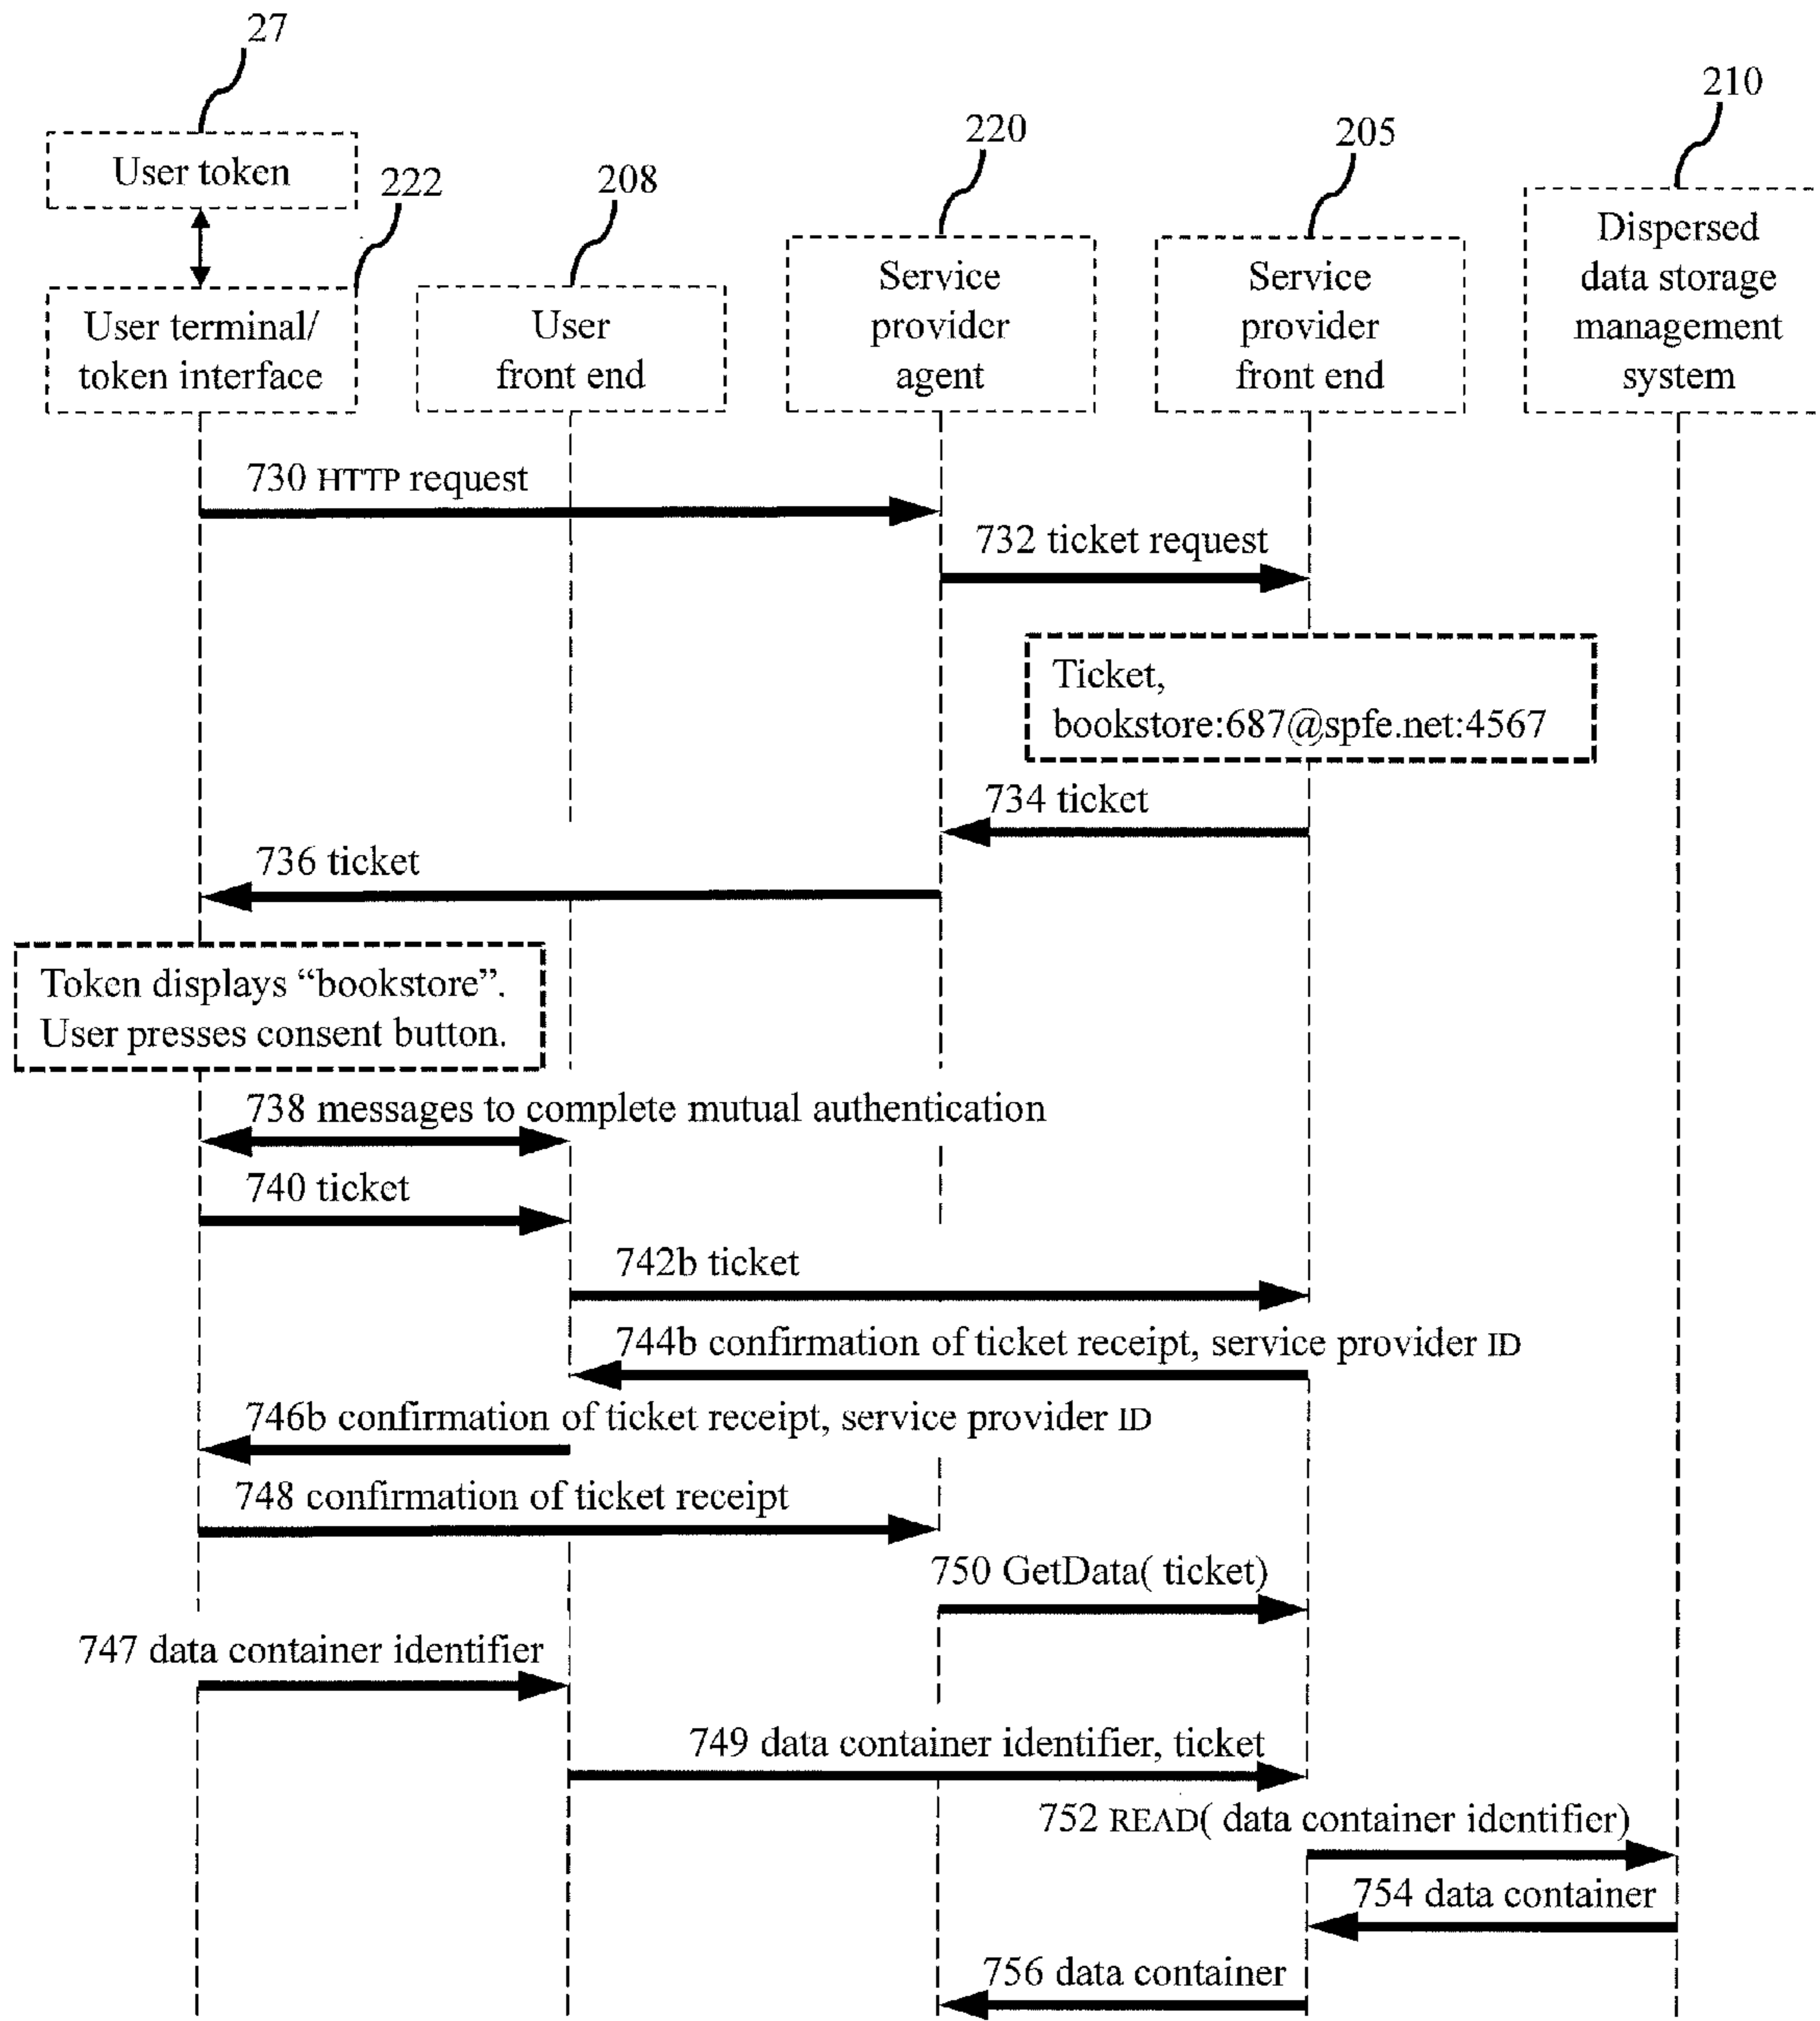 27
210
220
205
User token
222
208
User terminal/
token interface
User
front end
Service
provider
agent
Service
provider
front end
Dispersed
data storage
management
system
730 HTTP request
732 ticket request
Ticket,
bookstore:687@spfe.net:4567
734 ticket
736 ticket
Token displays “bookstore”.
User presses consent button.
738 messages to complete mutual authentication
740 ticket
742b ticket
744b confirmation of ticket receipt, service provider ID
746b confirmation of ticket receipt, service provider ID
748 confirmation of ticket receipt
750 GetData( ticket)
747 data container identifier
749 data container identifier, ticket
752 READ( data container identifier)
754 data container
756 data container